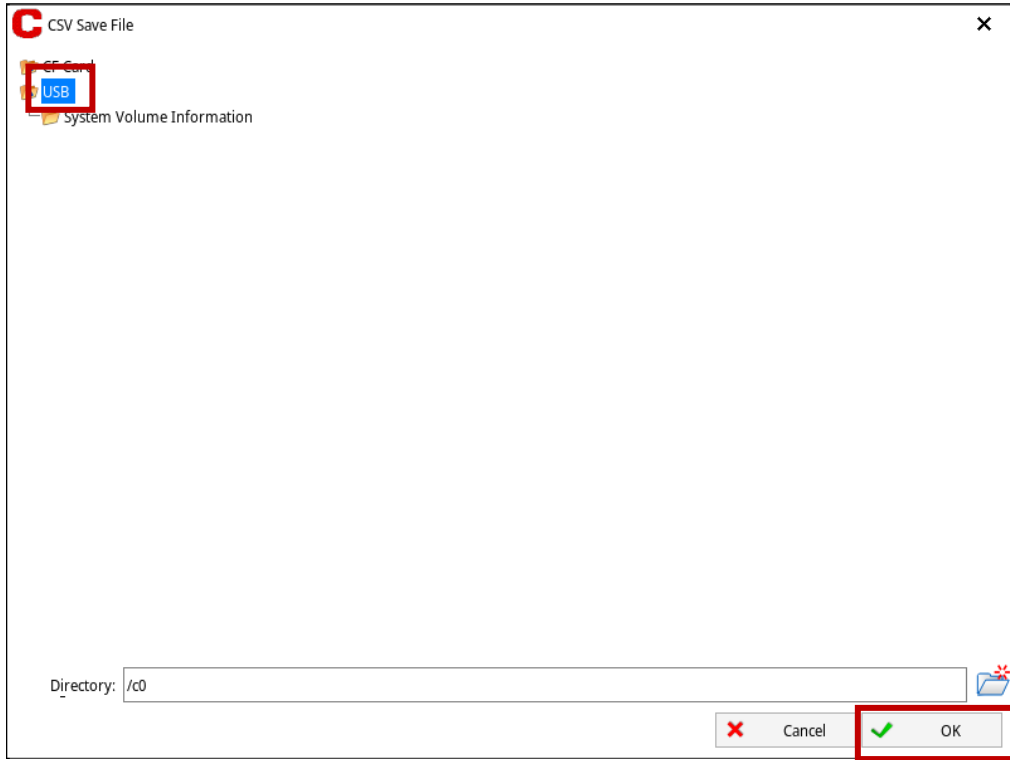 C CSV Save File
CF Card
USB
System Volume Information
Directory: /c0
Cancel OK